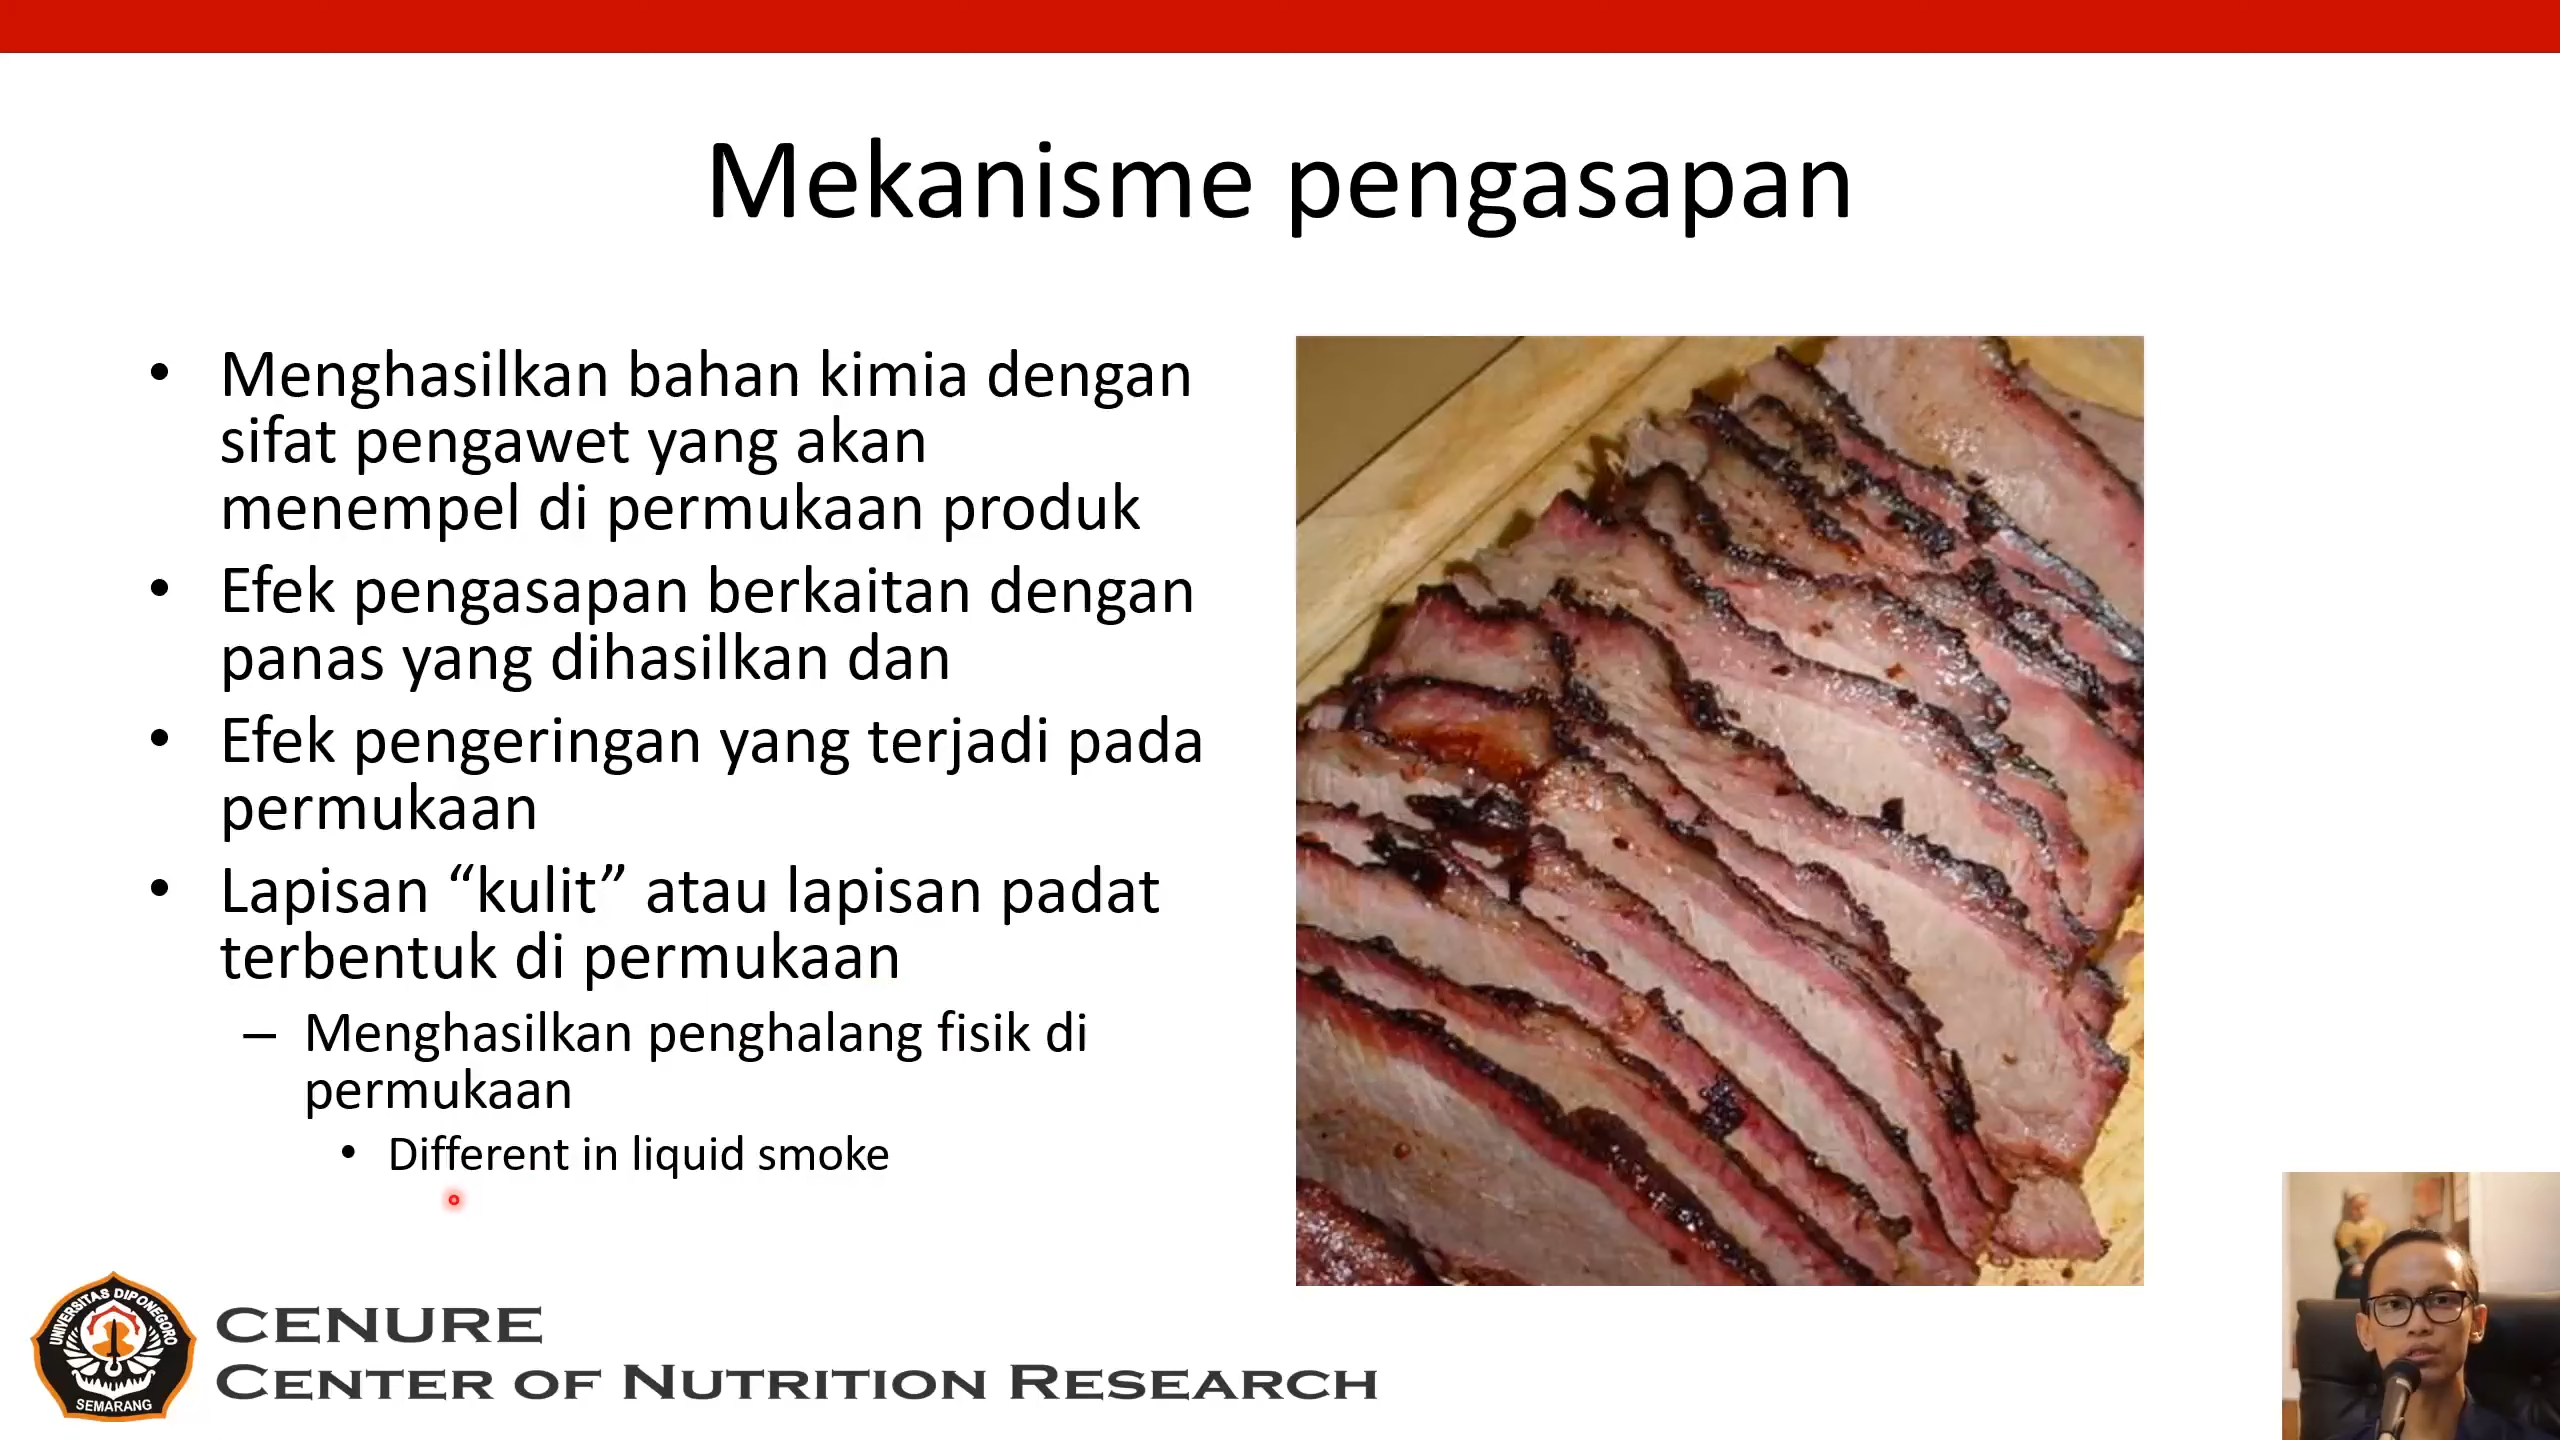 Mekanisme pengasapan
• Menghasilkan bahan kimia dengan
sifat pengawet yang akan
menempel di permukaan produk
• Efek pengasapan berkaitan dengan
panas yang dihasilkan dan
• Efek pengeringan yang terjadi pada
permukaan
• Lapisan “kulit” atau lapisan padat
terbentuk di permukaan
– Menghasilkan penghalang fisik di
permukaan
• Different in liquid smoke
UNIVERSITAS DIPONEGORO
SEMARANG
CENURE
CENTER OF NUTRITION RESEARCH